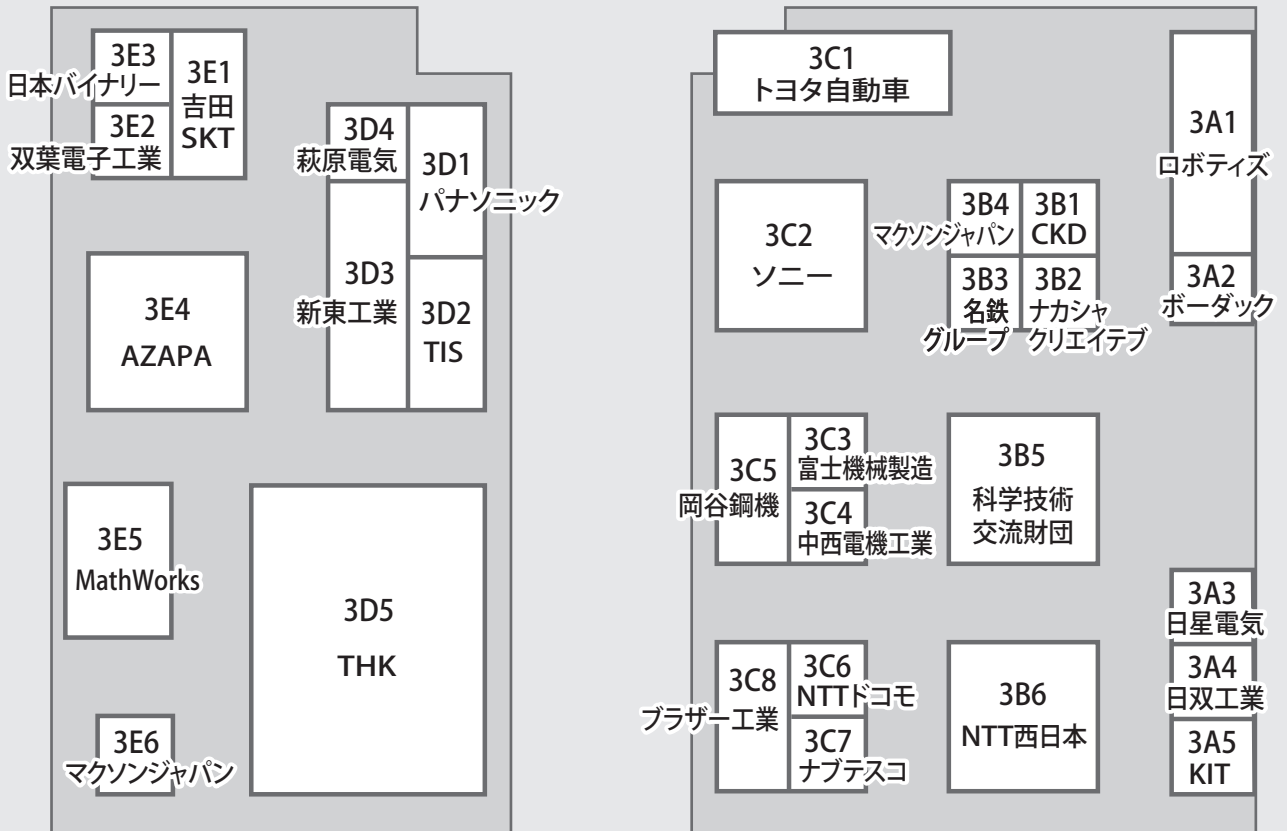 3E3
日本バイナリー
3E2
双葉電子工業
3E1
吉田
SKT
3D4
萩原電気
3D1
パナソニック
3D3
新東工業
3D2
TIS
3E4
AZAPA
3E5
MathWorks
3D5
THK
3E6
マクソンジャパン
3C1
トヨタ自動車
3A1
ロボティズ
3C2
ソニー
3B4
マクソンジャパン
3B1
CKD
3B3
名鉄
グループ
3B2
ナカシャ
クリエイテブ
3A2
ボーダック
3C5
岡谷鋼機
3C3
富士機械製造
3C4
中西電機工業
3B5
科学技術
交流財団
3A3
日星電気
3C8
ブラザー工業
3C6
NTTドコモ
3C7
ナブテスコ
3B6
NTT西日本
3A4
日双工業
3A5
KIT